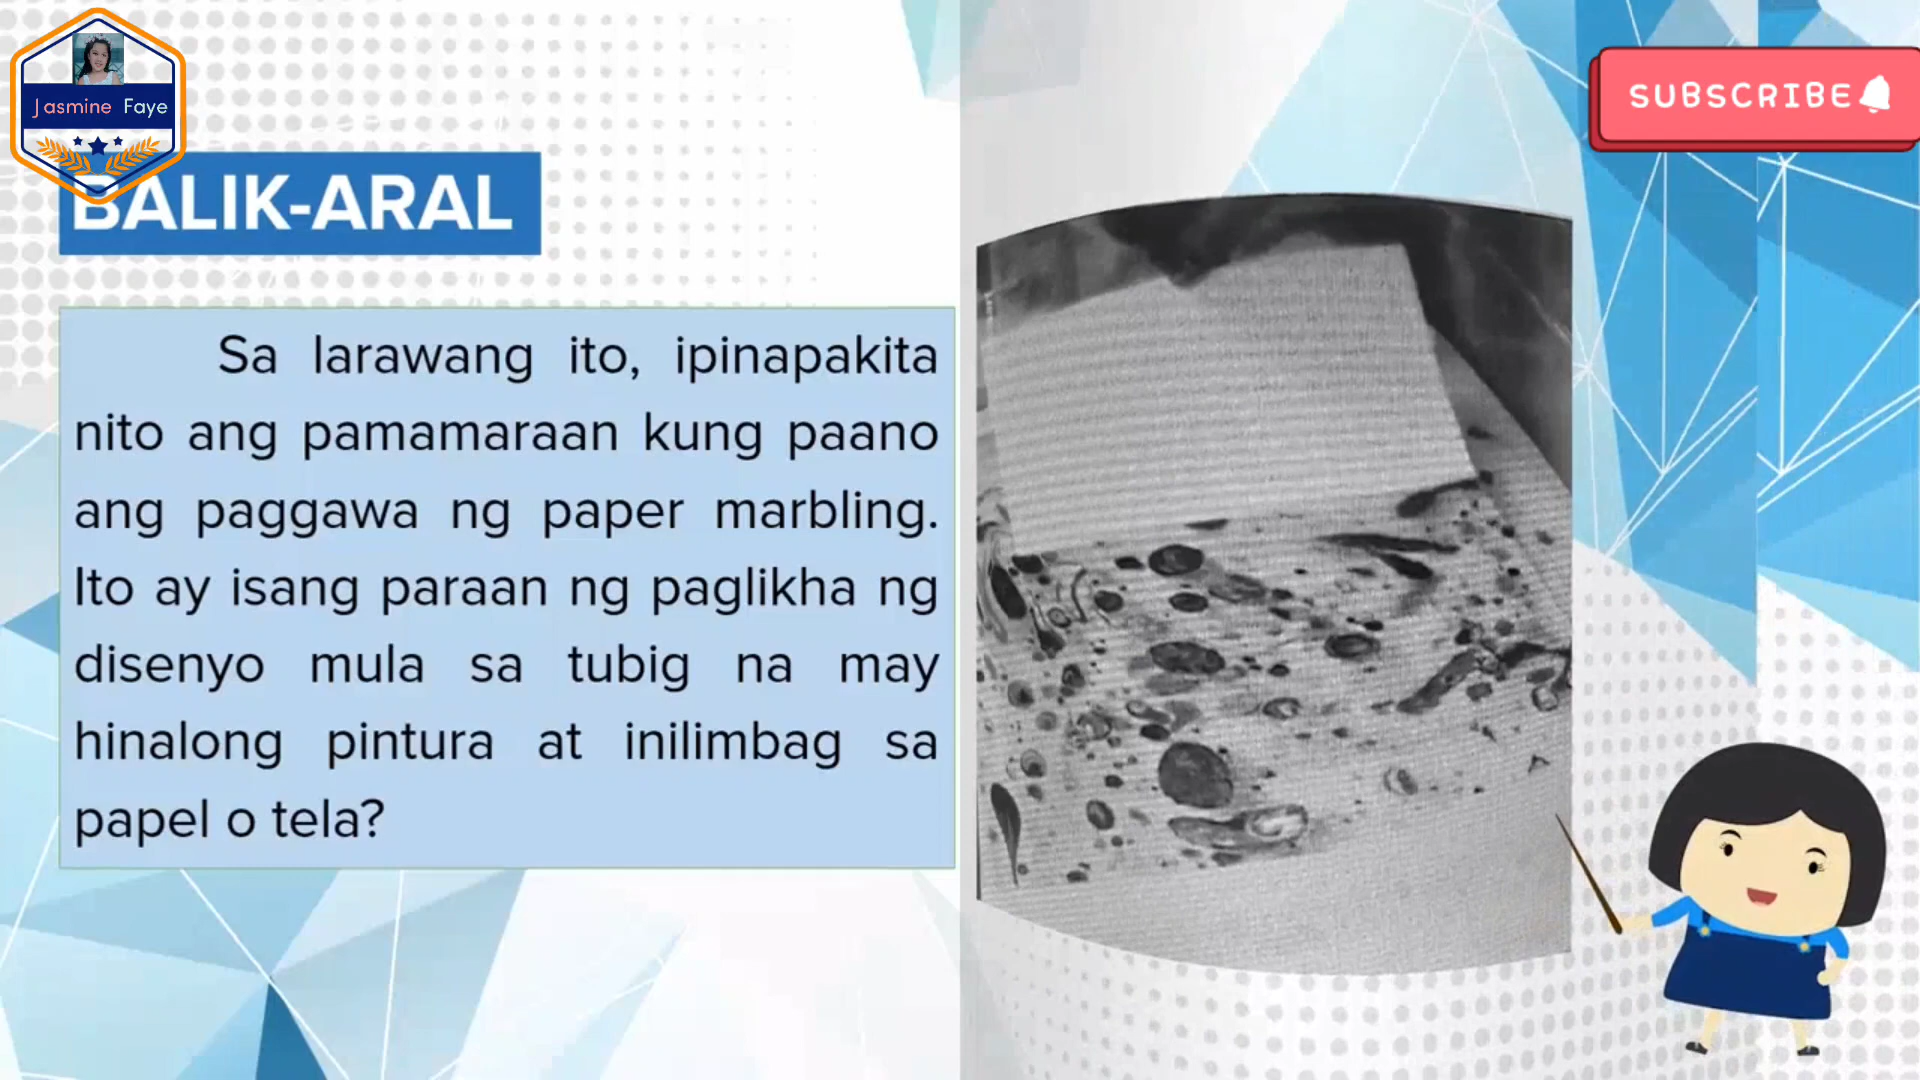 Jasmine Faye
SUBSCRIBE
BALIK-ARAL
Sa larawang ito, ipinapakita
nito ang pamamaraan kung paano
ang paggawa ng paper marbling.
Ito ay isang paraan ng paglikha ng
disenyo mula sa tubig na may
hinalong pintura at inilimbag sa
papel o tela?